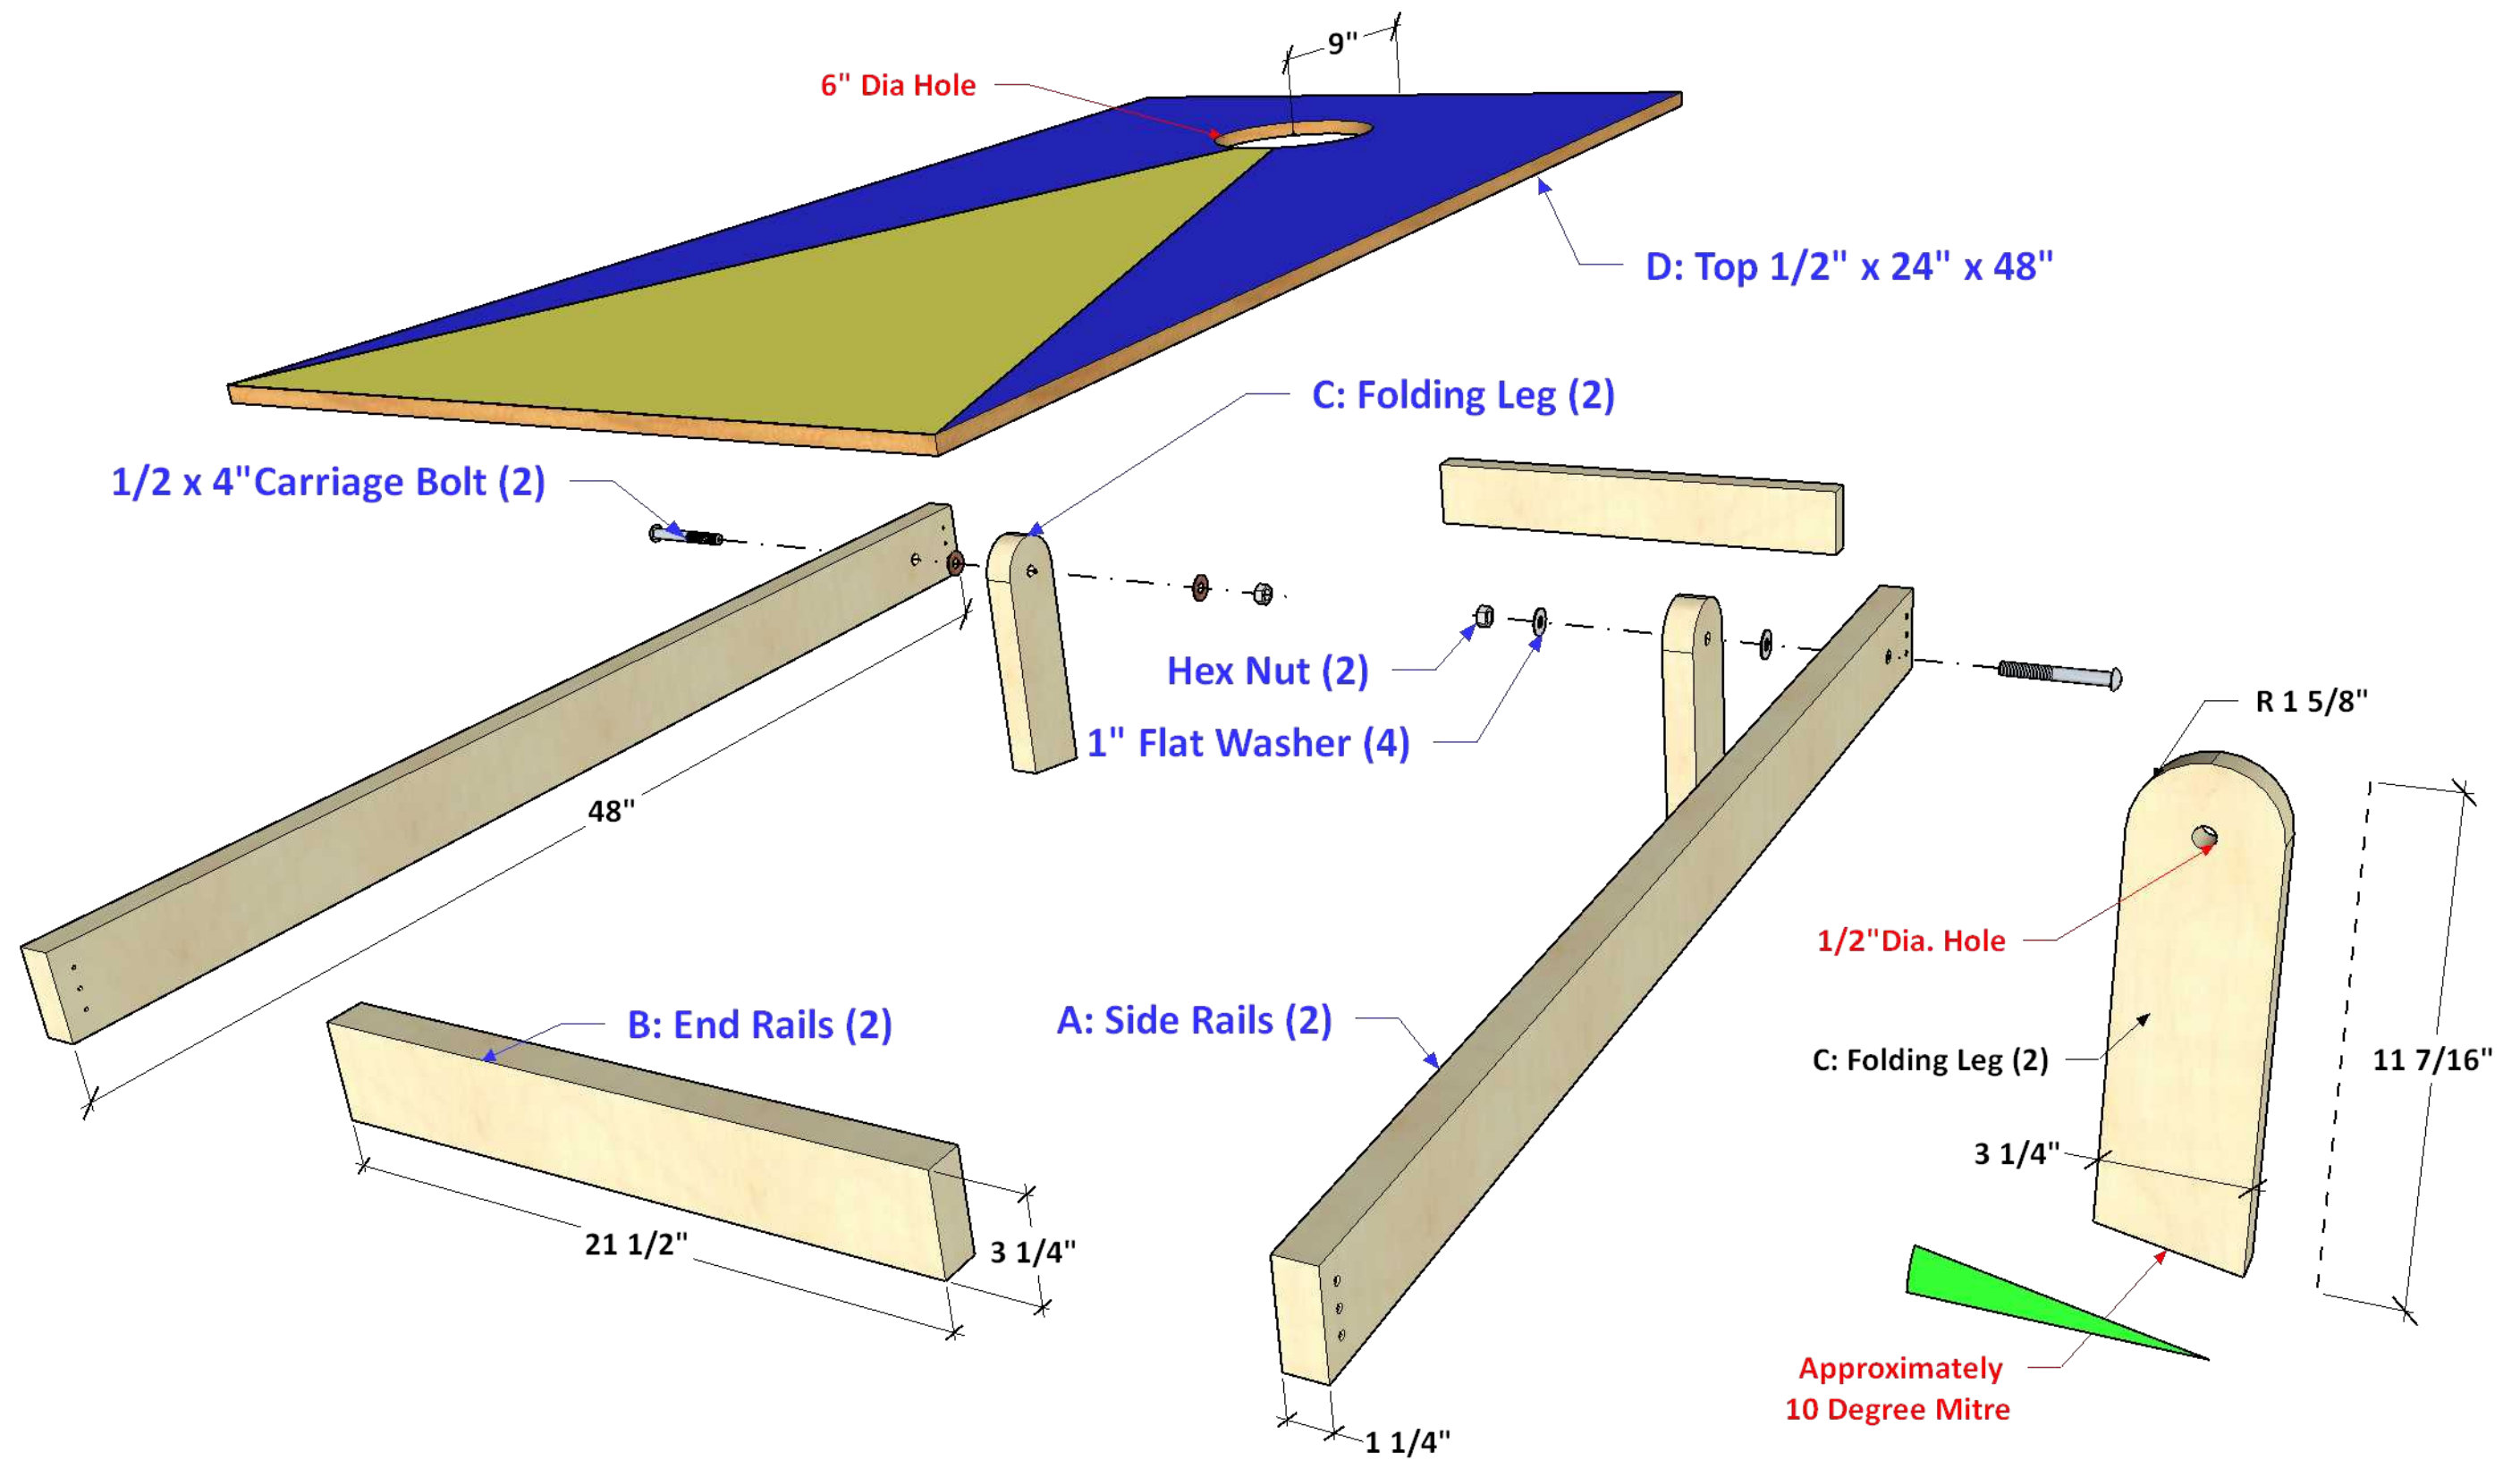 9"
6" Dia Hole
D: Top 1/2" x 24" x 48"
C: Folding Leg (2)
1/2 x 4"Carriage Bolt (2)
Hex Nut (2)
1" Flat Washer (4)
R 1 5/8"
48"
1/2"Dia. Hole
B: End Rails (2)
A: Side Rails (2)
C: Folding Leg (2)
11 7/16"
3 1/4"
21 1/2"
3 1/4"
Approximately
10 Degree Mitre
1 1/4"